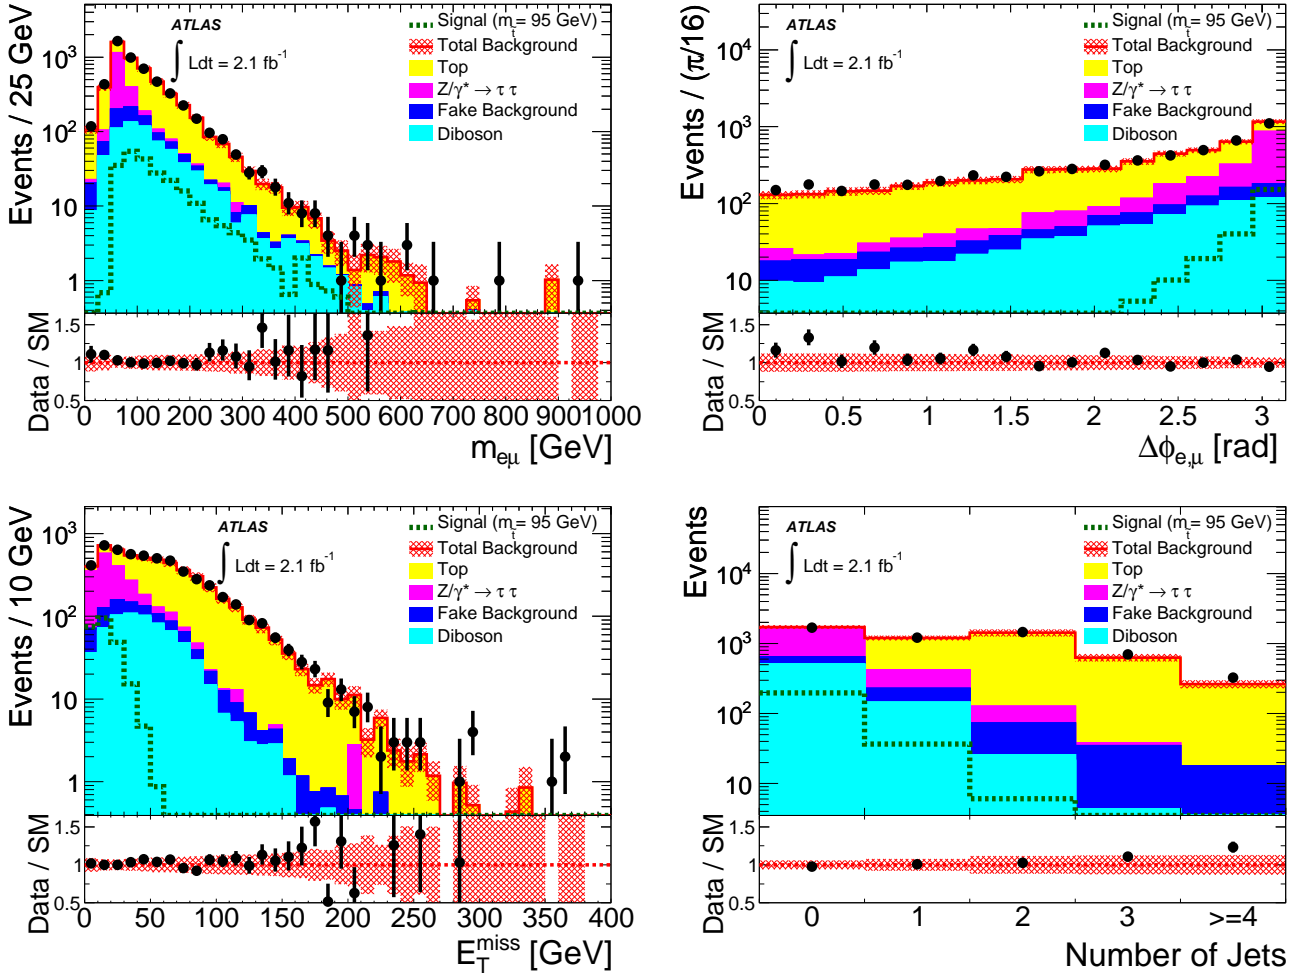 ATLAS
∫ Ldt = 2.1 fb⁻¹
Signal (m_t̃ = 95 GeV)
Total Background
Top
Z/γ* → τ τ
Fake Background
Diboson
Events / 25 GeV
10³
10²
10
1
Data / SM
1.5
1
0.5
0 100 200 300 400 500 600 700 800 900 1000
m_eμ [GeV]
ATLAS
∫ Ldt = 2.1 fb⁻¹
Signal (m_t̃ = 95 GeV)
Total Background
Top
Z/γ* → τ τ
Fake Background
Diboson
Events / (π/16)
10⁴
10³
10²
10
Data / SM
1.5
1
0.5
0 0.5 1 1.5 2 2.5 3
Δϕ_e,μ [rad]
ATLAS
∫ Ldt = 2.1 fb⁻¹
Signal (m_t̃ = 95 GeV)
Total Background
Top
Z/γ* → τ τ
Fake Background
Diboson
Events / 10 GeV
10³
10²
10
1
Data / SM
1.5
1
0.5
0 50 100 150 200 250 300 350 400
E_T^miss [GeV]
ATLAS
∫ Ldt = 2.1 fb⁻¹
Signal (m_t̃ = 95 GeV)
Total Background
Top
Z/γ* → τ τ
Fake Background
Diboson
Events
10⁴
10³
10²
10
Data / SM
1.5
1
0.5
0 1 2 3 >=4
Number of Jets